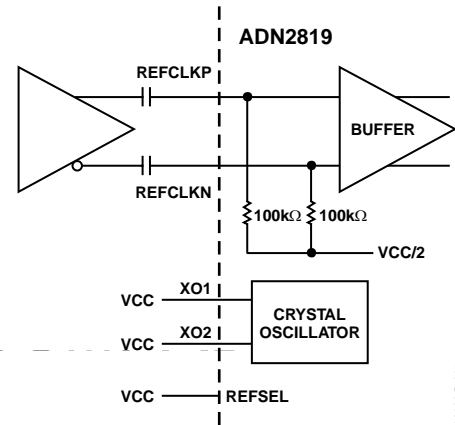 ADN2819
REFCLKP
BUFFER
REFCLKN
100kΩ 100kΩ
VCC/2
VCC XO1
CRYSTAL
OSCILLATOR
VCC XO2
VCC REFSEL